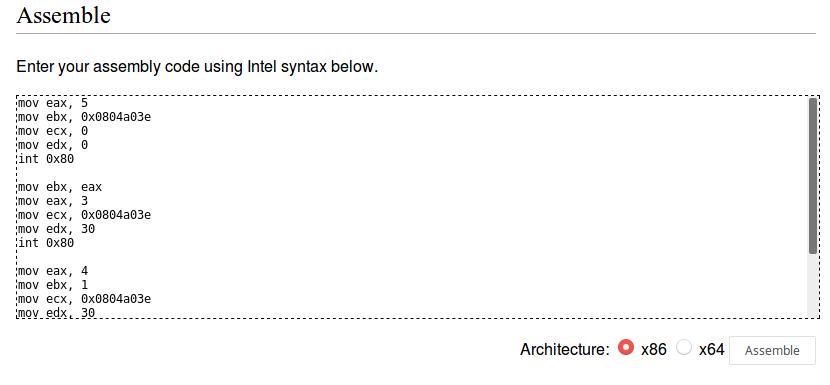 Assemble
Enter your assembly code using Intel syntax below.
mov eax, 5
mov ebx, 0x0804a03e
mov ecx, 0
mov edx, 0
int 0x80
mov ebx, eax
mov eax, 3
mov ecx, 0x0804a03e
mov edx, 30
int 0x80
mov eax, 4
mov ebx, 1
mov ecx, 0x0804a03e
mov edx, 30
Architecture: x86 x64 Assemble